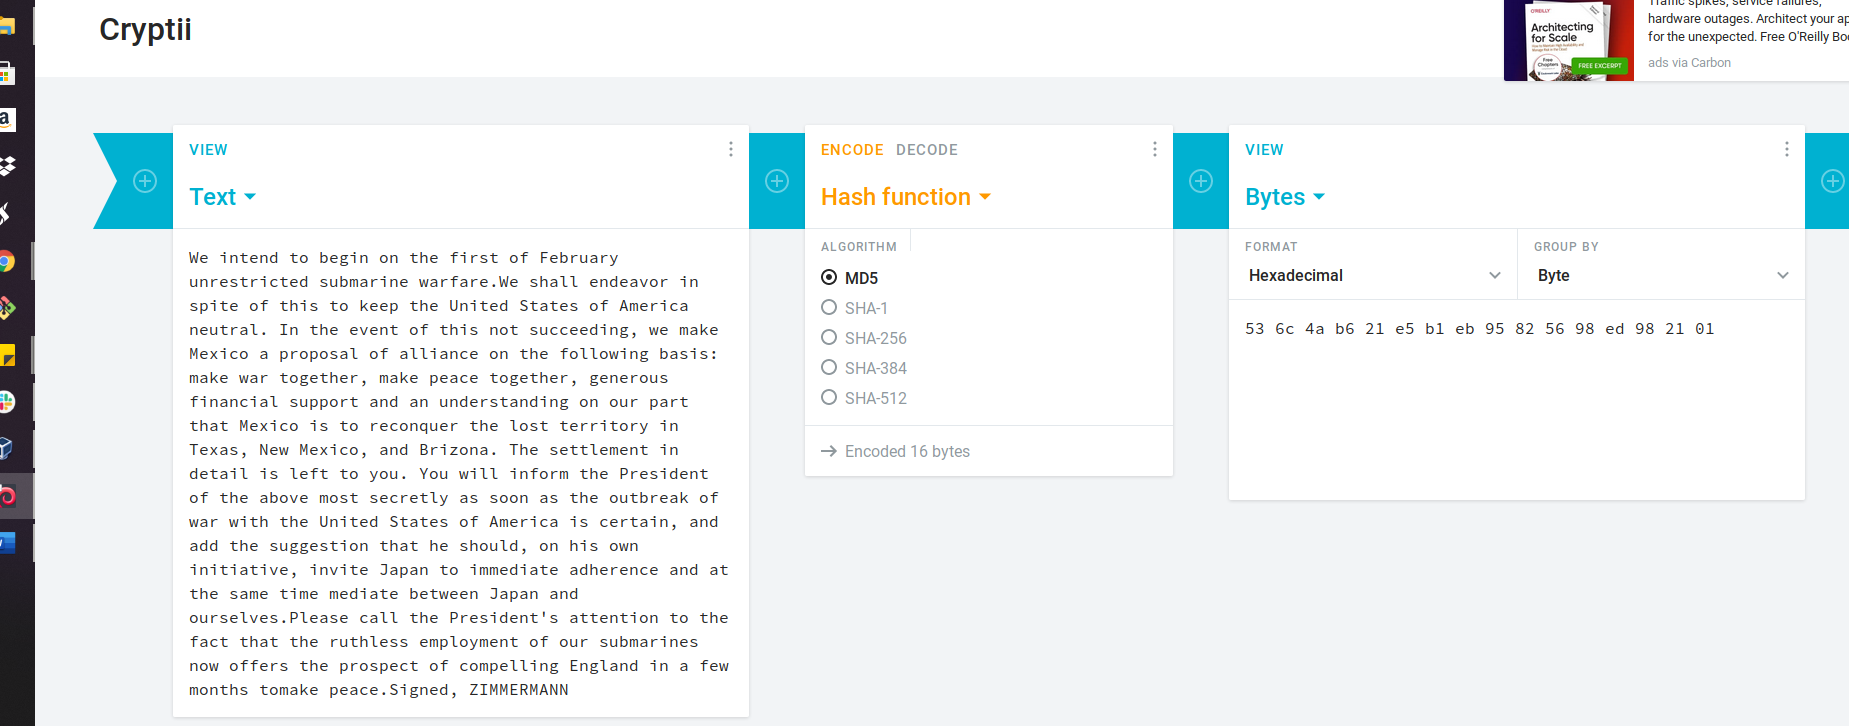 Cryptii
O'REILLY
Architecting
for Scale
Free
Chapters
FREE EXCERPT
Traffic spikes, service failures,
hardware outages. Architect your ap
for the unexpected. Free O'Reilly Bo
ads via Carbon
VIEW
Text
We intend to begin on the first of February
unrestricted submarine warfare.We shall endeavor in
spite of this to keep the United States of America
neutral. In the event of this not succeeding, we make
Mexico a proposal of alliance on the following basis:
make war together, make peace together, generous
financial support and an understanding on our part
that Mexico is to reconquer the lost territory in
Texas, New Mexico, and Brizona. The settlement in
detail is left to you. You will inform the President
of the above most secretly as soon as the outbreak of
war with the United States of America is certain, and
add the suggestion that he should, on his own
initiative, invite Japan to immediate adherence and at
the same time mediate between Japan and
ourselves.Please call the President's attention to the
fact that the ruthless employment of our submarines
now offers the prospect of compelling England in a few
months tomake peace.Signed, ZIMMERMANN
ENCODE DECODE
Hash function
ALGORITHM
MD5
SHA-1
SHA-256
SHA-384
SHA-512
→ Encoded 16 bytes
VIEW
Bytes
FORMAT
Hexadecimal
GROUP BY
Byte
53 6c 4a b6 21 e5 b1 eb 95 82 56 98 ed 98 21 01